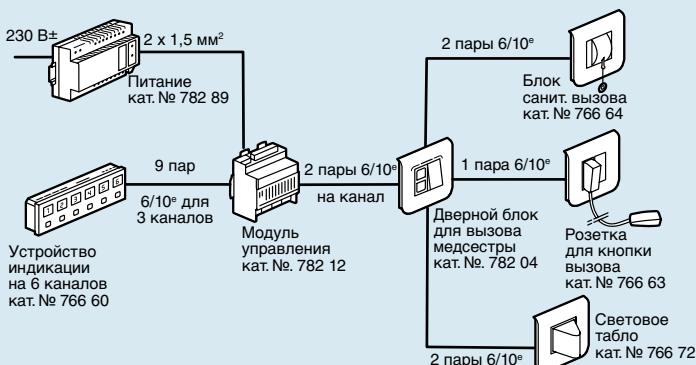 230 В±
2 x 1,5 мм²
Питание
кат. № 782 89
2 пары 6/10ᵉ
Блок
санит. вызова
кат. № 766 64
9 пар
6/10ᵉ для
3 каналов
2 пары 6/10ᵉ
на канал
1 пара 6/10ᵉ
Устройство
индикации
на 6 каналов
кат. № 766 60
Модуль
управления
кат. №. 782 12
Дверной блок
для вызова
медсестры
кат. №. 782 04
Розетка
для кнопки
вызова
кат. № 766 63
Световое
табло
кат. № 766 72
2 пары 6/10ᵉ